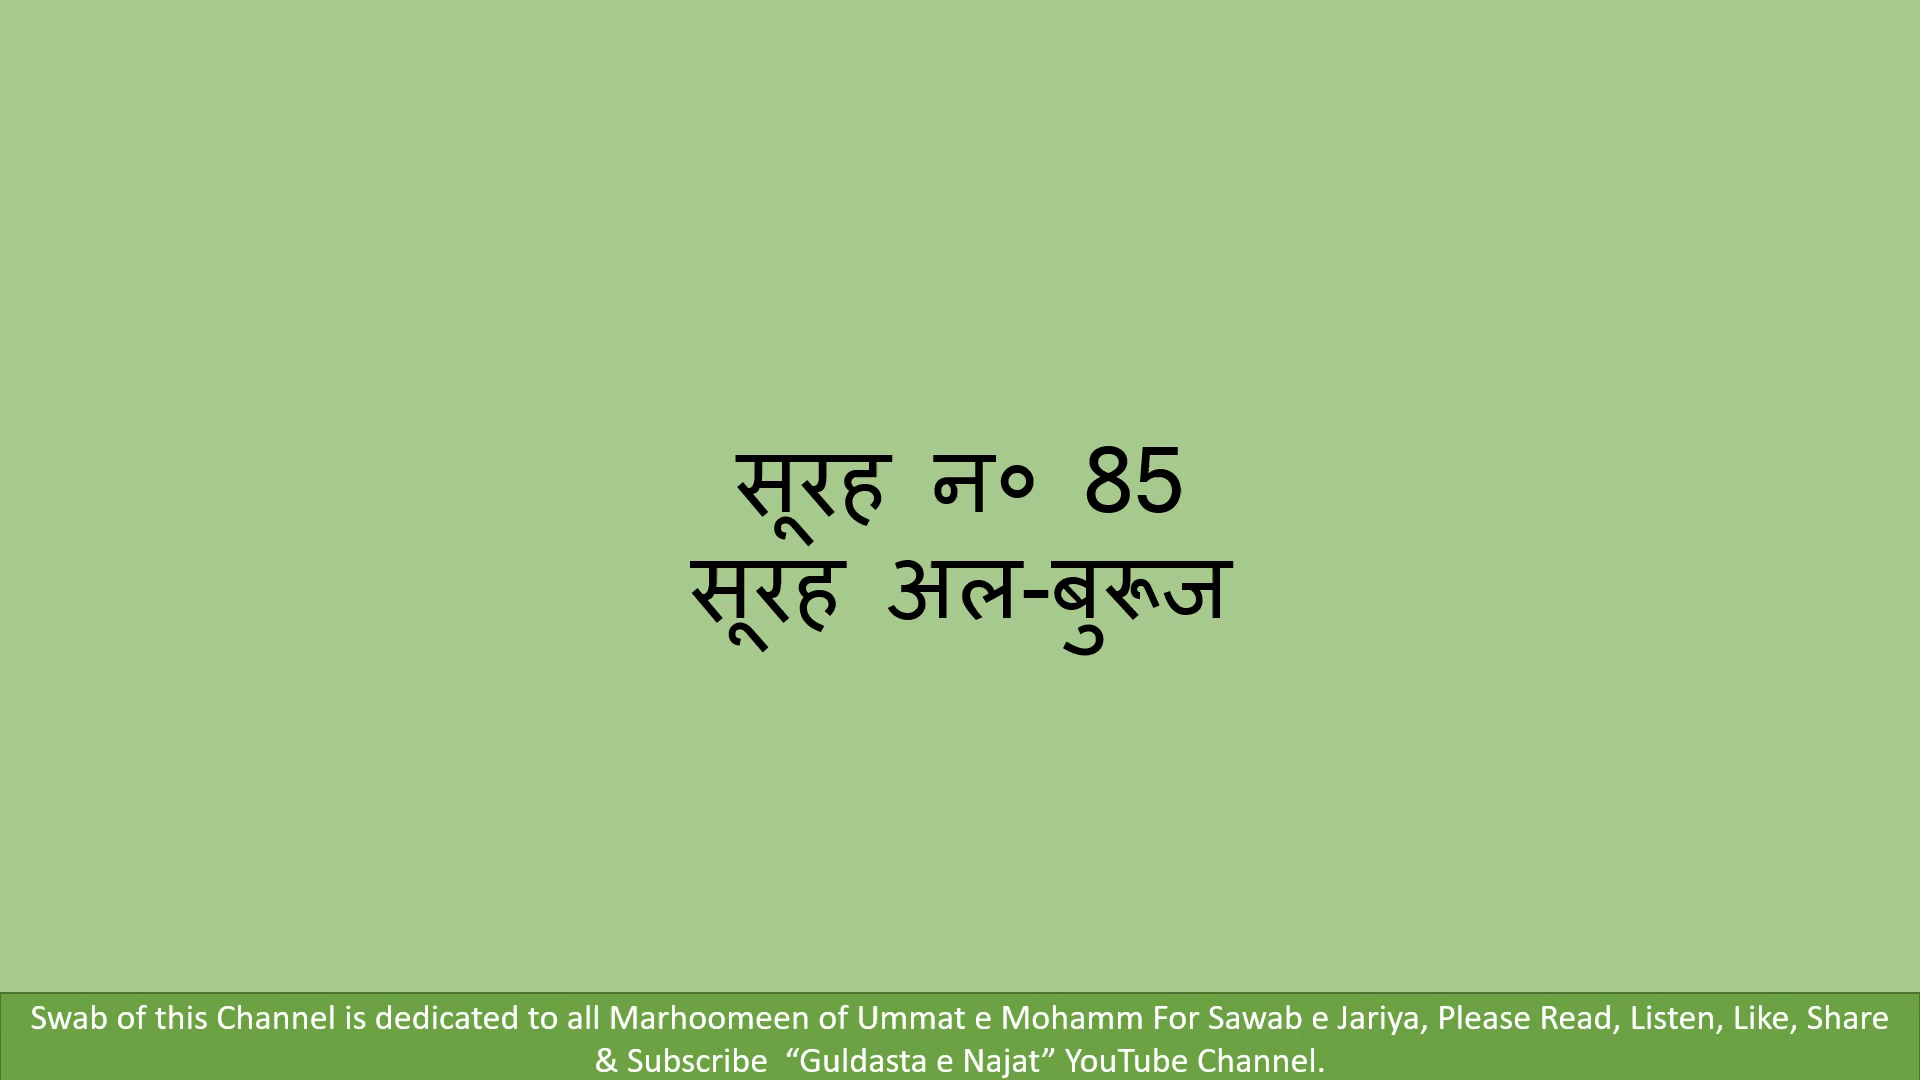 सूरह न० 85
सूरह अल-बुरूज
Swab of this Channel is dedicated to all Marhoomeen of Ummat e Mohamm For Sawab e Jariya, Please Read, Listen, Like, Share
& Subscribe “Guldasta e Najat” YouTube Channel.